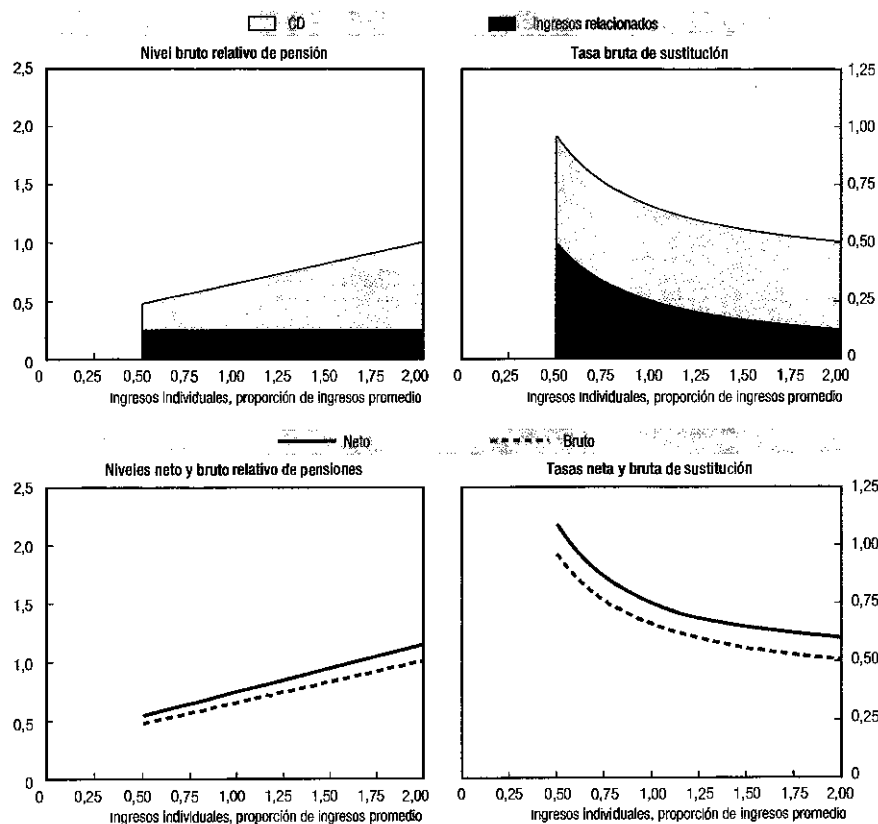 CD
Ingresos relacionados
Nivel bruto relativo de pensión
Tasa bruta de sustitución
2,5
2,0
1,5
1,0
0,5
0
0 0,25 0,50 0,75 1,00 1,25 1,50 1,75 2,00
Ingresos individuales, proporción de ingresos promedio
1,25
1,00
0,75
0,50
0,25
0
0 0,25 0,50 0,75 1,00 1,25 1,50 1,75 2,00
Ingresos individuales, proporción de ingresos promedio
Neto
Bruto
Niveles neto y bruto relativo de pensiones
Tasas neta y bruta de sustitución
2,5
2,0
1,5
1,0
0,5
0
0 0,25 0,50 0,75 1,00 1,25 1,50 1,75 2,00
Ingresos individuales, proporción de ingresos promedio
1,25
1,00
0,75
0,50
0,25
0
0 0,25 0,50 0,75 1,00 1,25 1,50 1,75 2,00
Ingresos individuales, proporción de ingresos promedio